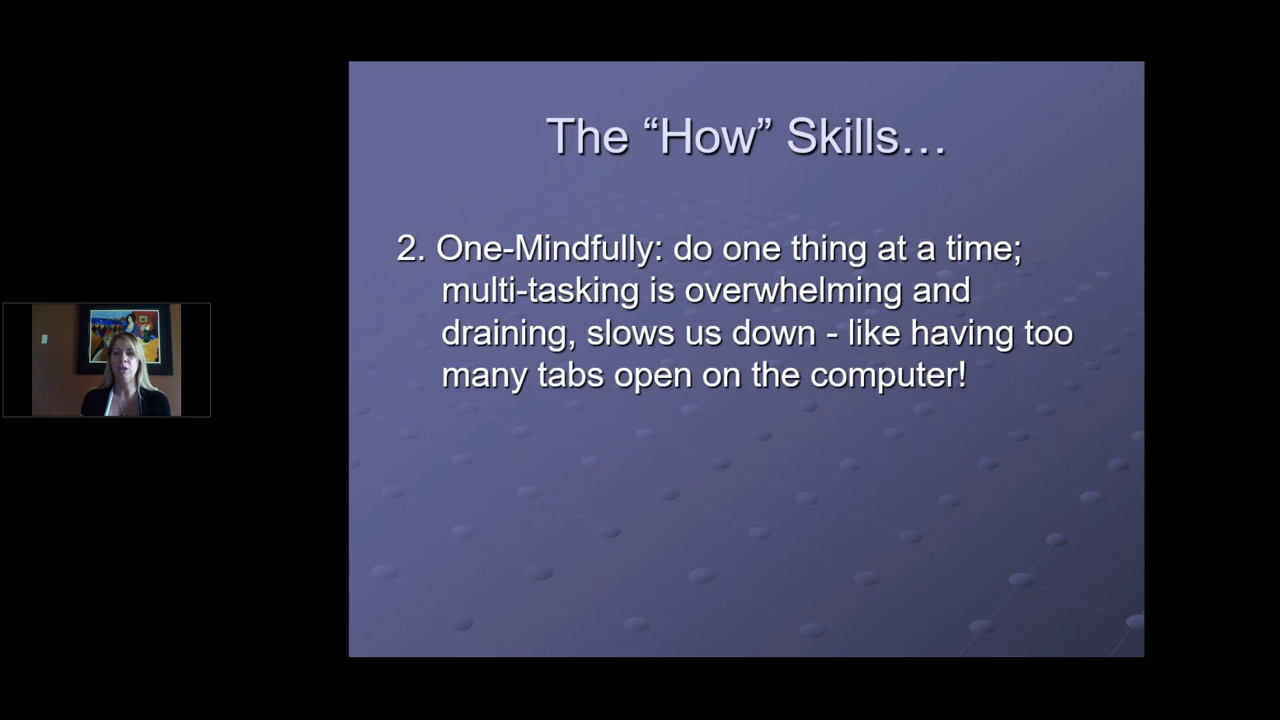 The “How” Skills…
2. One-Mindfully: do one thing at a time;
multi-tasking is overwhelming and
draining, slows us down - like having too
many tabs open on the computer!